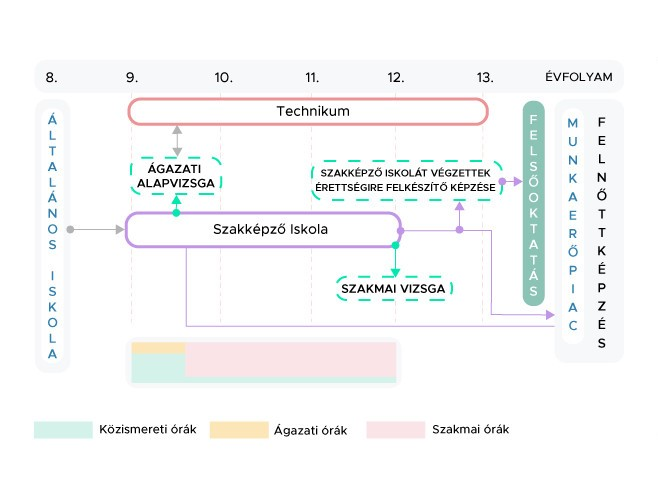 8. 9. 10. 11. 12. 13. ÉVFOLYAM
Technikum
ÁLTALÁNOS ISKOLA
ÁGAZATI
ALAPVIZSGA
SZAKKÉPZŐ ISKOLÁT VÉGZETTEK
ÉRETTSÉGIRE FELKÉSZÍTŐ KÉPZÉSE
Szakképző Iskola
SZAKMAI VIZSGA
FELSŐOKTATÁS
MUNKAERŐPIAC
FELNŐTTKÉPZÉS
Közismereti órák
Ágazati órák
Szakmai órák